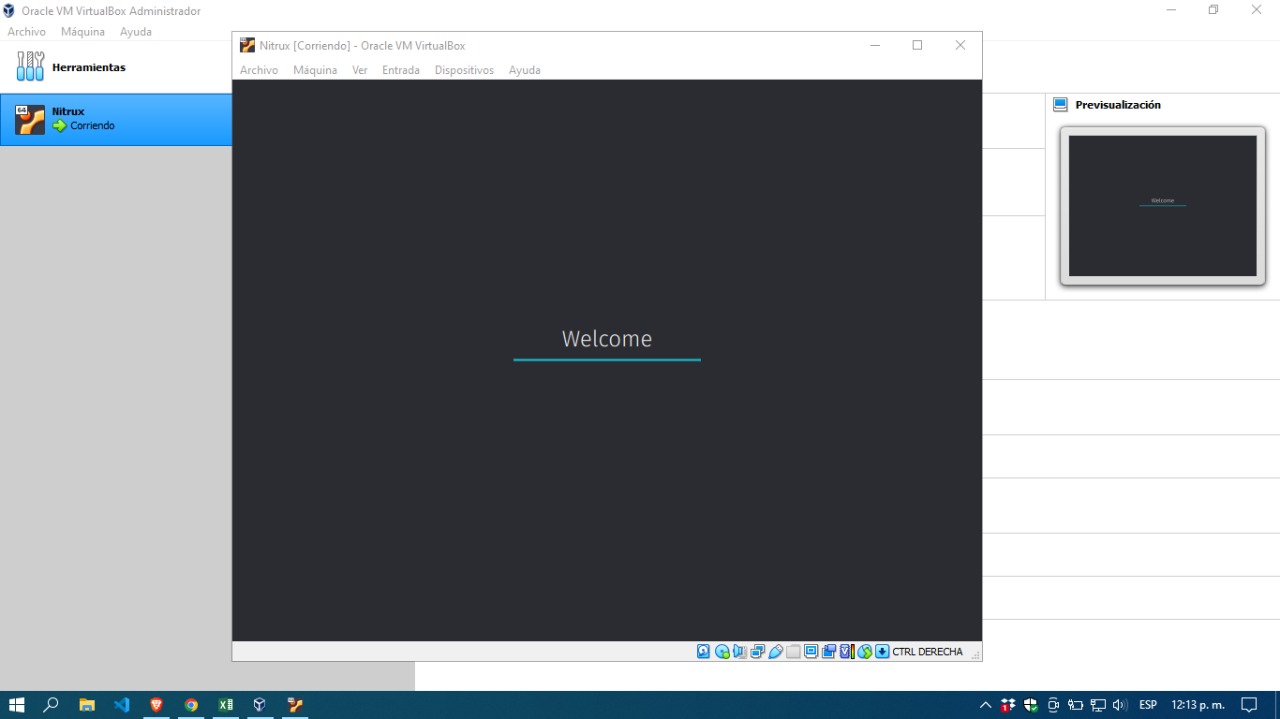 Oracle VM VirtualBox Administrador
Archivo Máquina Ayuda
Herramientas
64
Nitrux
Corriendo
Nitrux [Corriendo] - Oracle VM VirtualBox
Archivo Máquina Ver Entrada Dispositivos Ayuda
Welcome
CTRL DERECHA
Previsualización
Welcome
ESP 12:13 p. m.